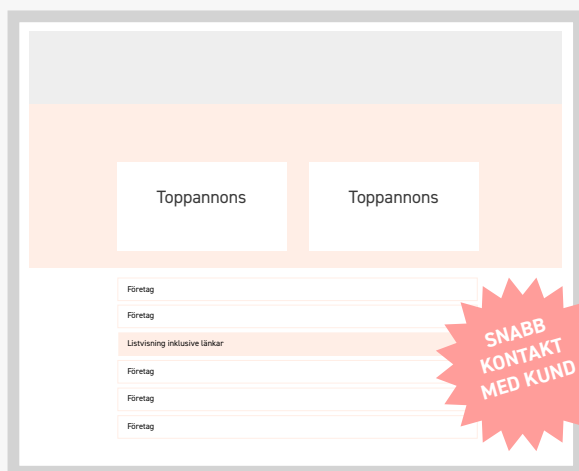 Toppannons
Toppannons
Företag
Företag
Listvisning inklusive länkar
Företag
Företag
Företag
SNABB
KONTAKT
MED KUND